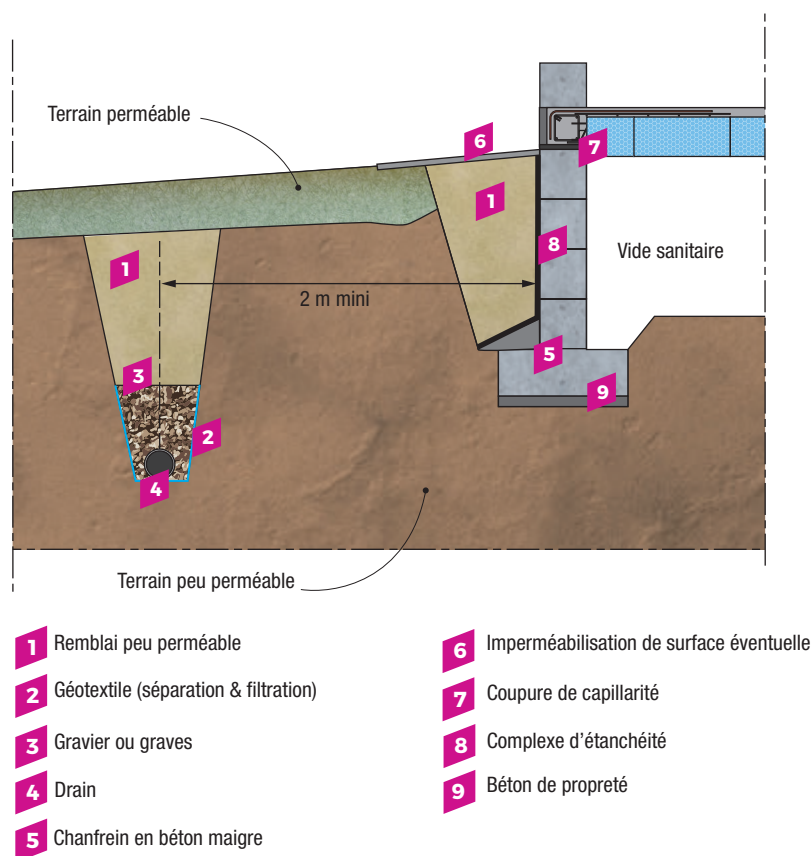 Terrain perméable
6
7
1
8
Vide sanitaire
1
2 m mini
5
3
9
2
4
Terrain peu perméable
1 Remblai peu perméable
2 Géotextile (séparation & filtration)
3 Gravier ou graves
4 Drain
5 Chanfrein en béton maigre
6 Imperméabilisation de surface éventuelle
7 Coupure de capillarité
8 Complexe d'étanchéité
9 Béton de propreté